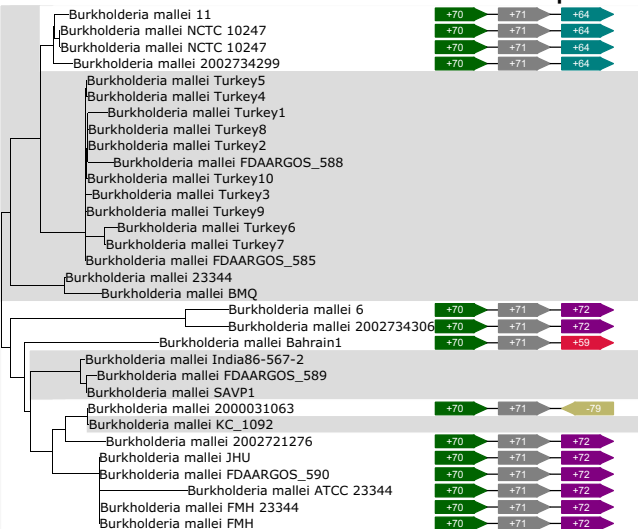 Burkholderia mallei 11 +70 +71 +64
Burkholderia mallei NCTC 10247 +70 +71 +64
Burkholderia mallei NCTC 10247 +70 +71 +64
Burkholderia mallei 2002734299 +70 +71 +64
Burkholderia mallei Turkey5
Burkholderia mallei Turkey4
Burkholderia mallei Turkey1
Burkholderia mallei Turkey8
Burkholderia mallei Turkey2
Burkholderia mallei FDAARGOS_588
Burkholderia mallei Turkey10
Burkholderia mallei Turkey3
Burkholderia mallei Turkey9
Burkholderia mallei Turkey6
Burkholderia mallei Turkey7
Burkholderia mallei FDAARGOS_585
Burkholderia mallei 23344
Burkholderia mallei BMQ
Burkholderia mallei 6 +70 +71 +72
Burkholderia mallei 2002734306 +70 +71 +72
Burkholderia mallei Bahrain1 +70 +71 +59
Burkholderia mallei India86-567-2
Burkholderia mallei FDAARGOS_589
Burkholderia mallei SAVP1
Burkholderia mallei 2000031063 +70 +71 -79
Burkholderia mallei KC_1092
Burkholderia mallei 2002721276 +70 +71 +72
Burkholderia mallei JHU +70 +71 +72
Burkholderia mallei FDAARGOS_590 +70 +71 +72
Burkholderia mallei ATCC 23344 +70 +71 +72
Burkholderia mallei FMH 23344 +70 +71 +72
Burkholderia mallei FMH +70 +71 +72